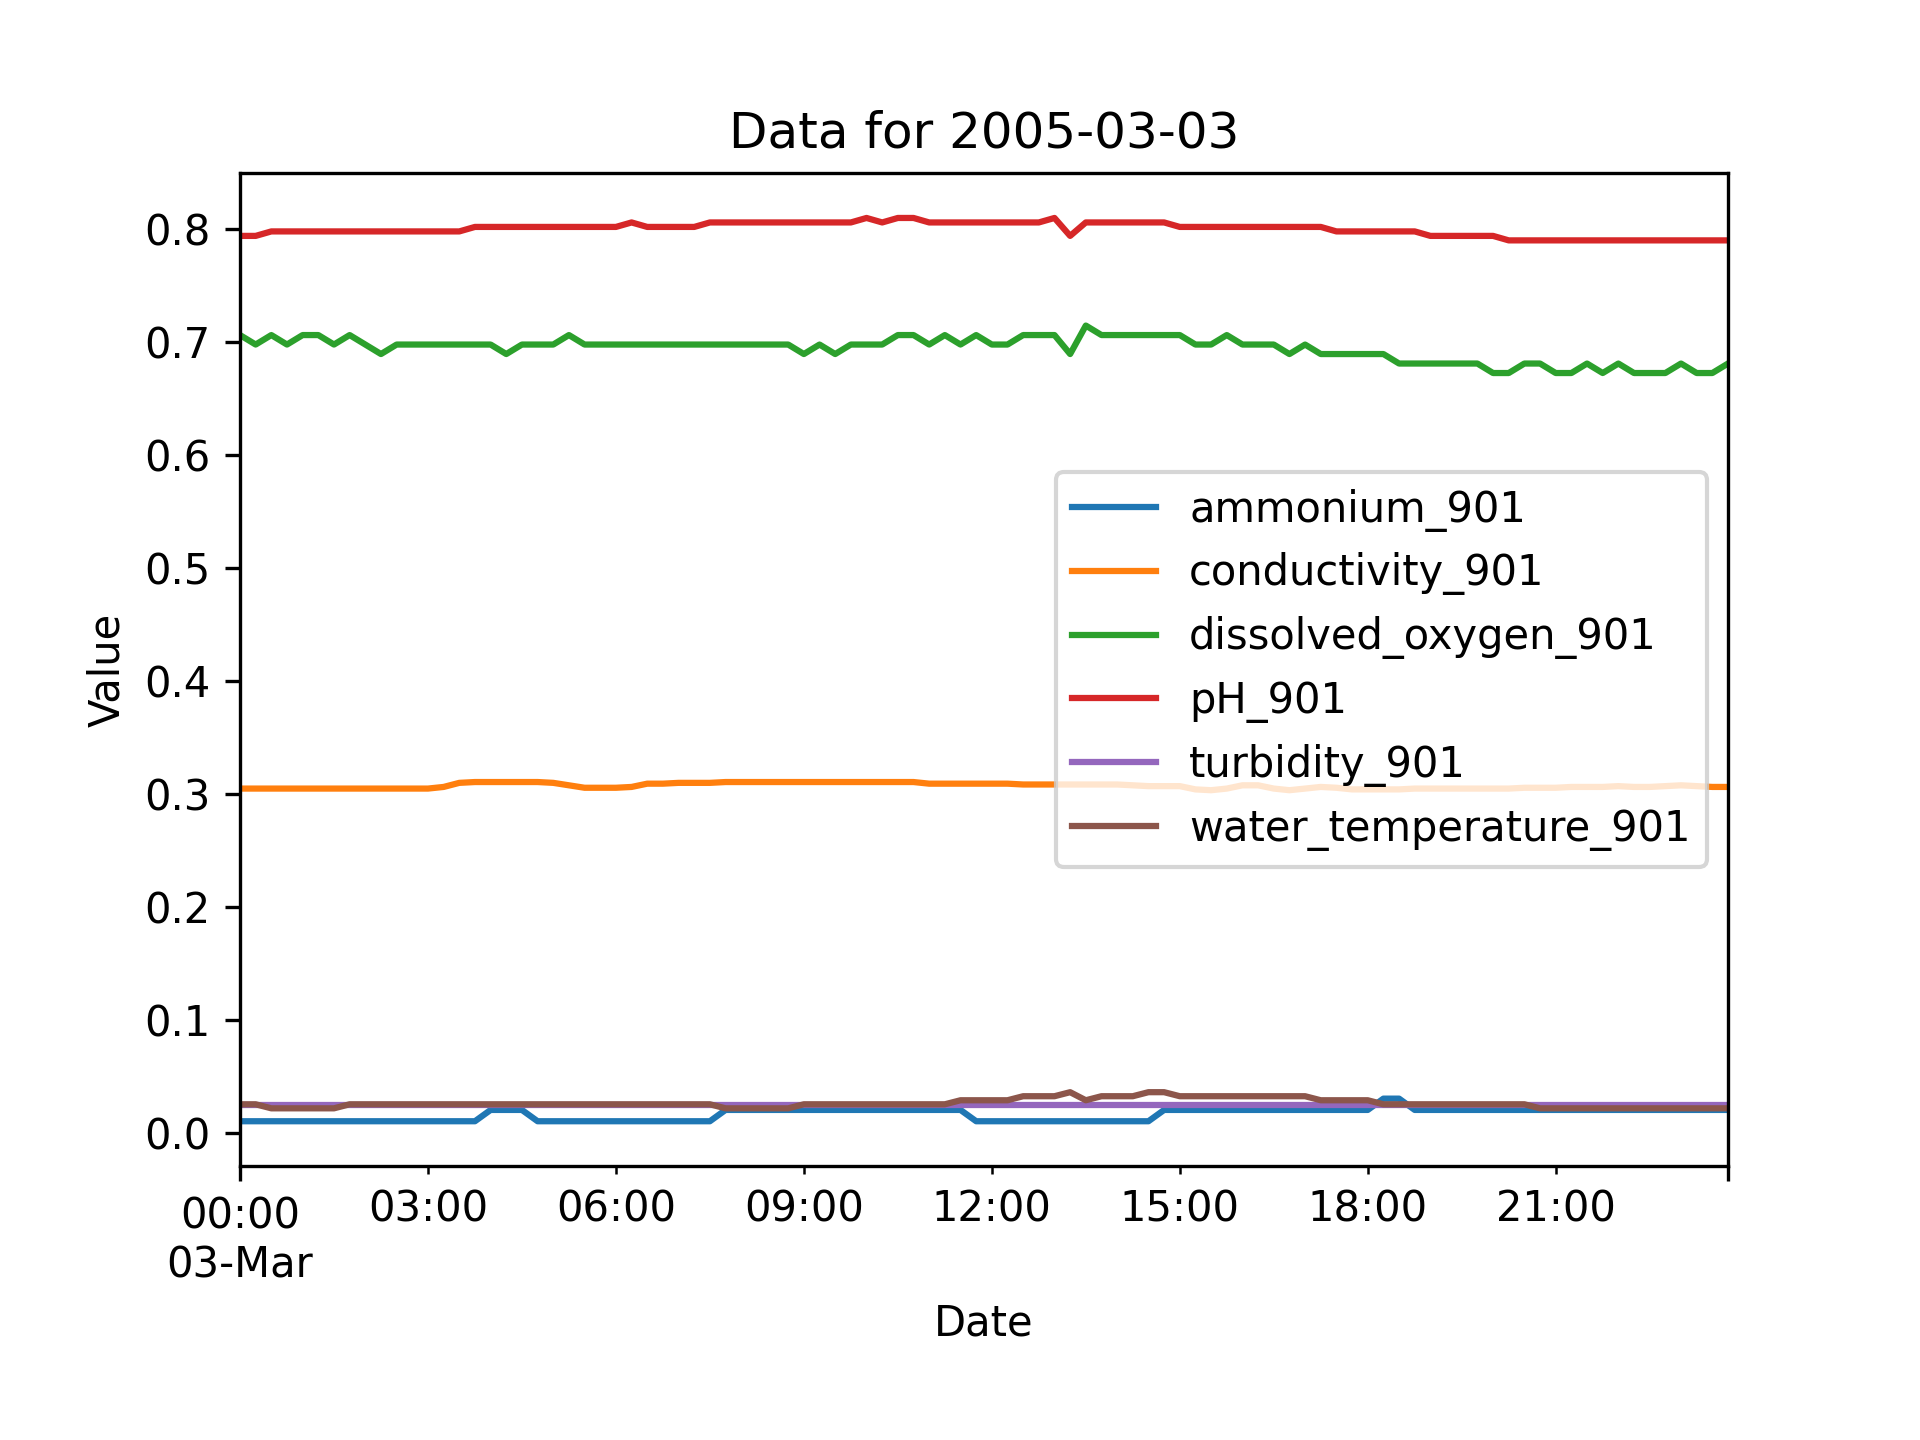 Data for 2005-03-03
0.8
0.7
0.6
0.5
0.4
0.3
0.2
0.1
0.0
Value
ammonium_901
conductivity_901
dissolved_oxygen_901
pH_901
turbidity_901
water_temperature_901
00:00 03:00 06:00 09:00 12:00 15:00 18:00 21:00
03-Mar
Date